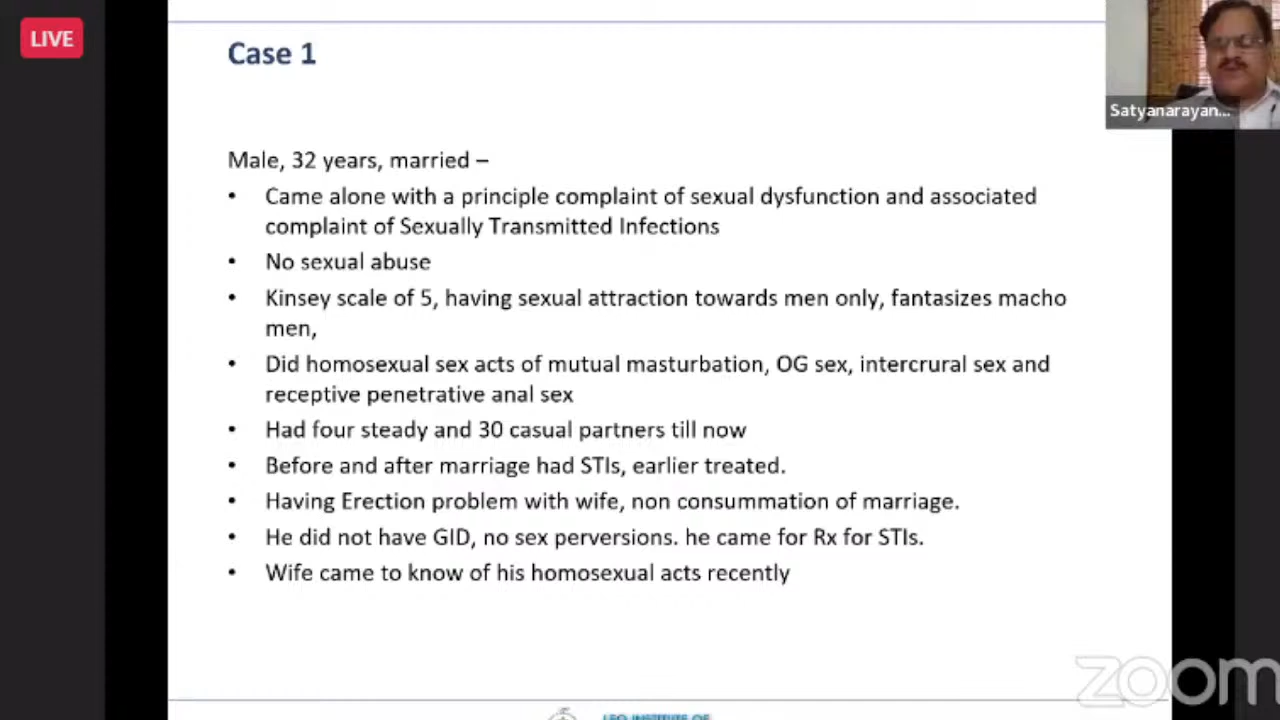 LIVE
Case 1
Satyanarayan...
Male, 32 years, married –
• Came alone with a principle complaint of sexual dysfunction and associated
complaint of Sexually Transmitted Infections
• No sexual abuse
• Kinsey scale of 5, having sexual attraction towards men only, fantasizes macho
men,
• Did homosexual sex acts of mutual masturbation, OG sex, intercrural sex and
receptive penetrative anal sex
• Had four steady and 30 casual partners till now
• Before and after marriage had STIs, earlier treated.
• Having Erection problem with wife, non consummation of marriage.
• He did not have GID, no sex perversions. he came for Rx for STIs.
• Wife came to know of his homosexual acts recently
zoom